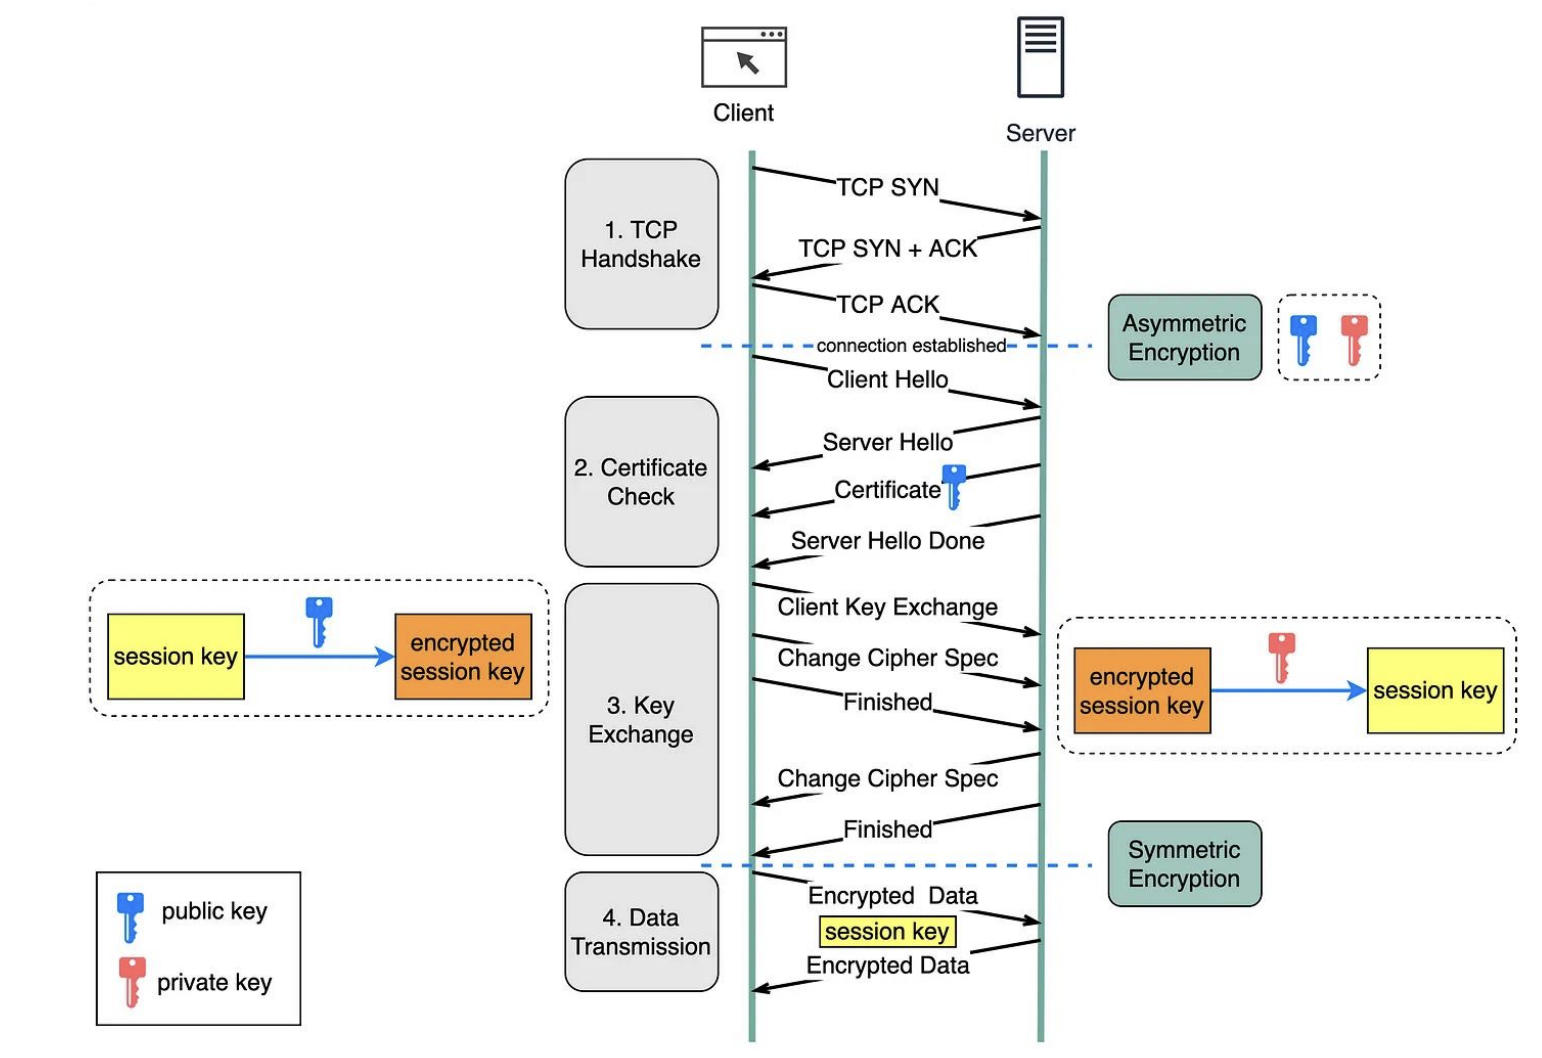 Client
Server
1. TCP
Handshake
TCP SYN
TCP SYN + ACK
TCP ACK
connection established
Asymmetric
Encryption
Client Hello
2. Certificate
Check
Server Hello
Certificate
Server Hello Done
session key
encrypted
session key
3. Key
Exchange
Client Key Exchange
Change Cipher Spec
Finished
Change Cipher Spec
Finished
encrypted
session key
session key
Symmetric
Encryption
4. Data
Transmission
Encrypted Data
session key
Encrypted Data
public key
private key